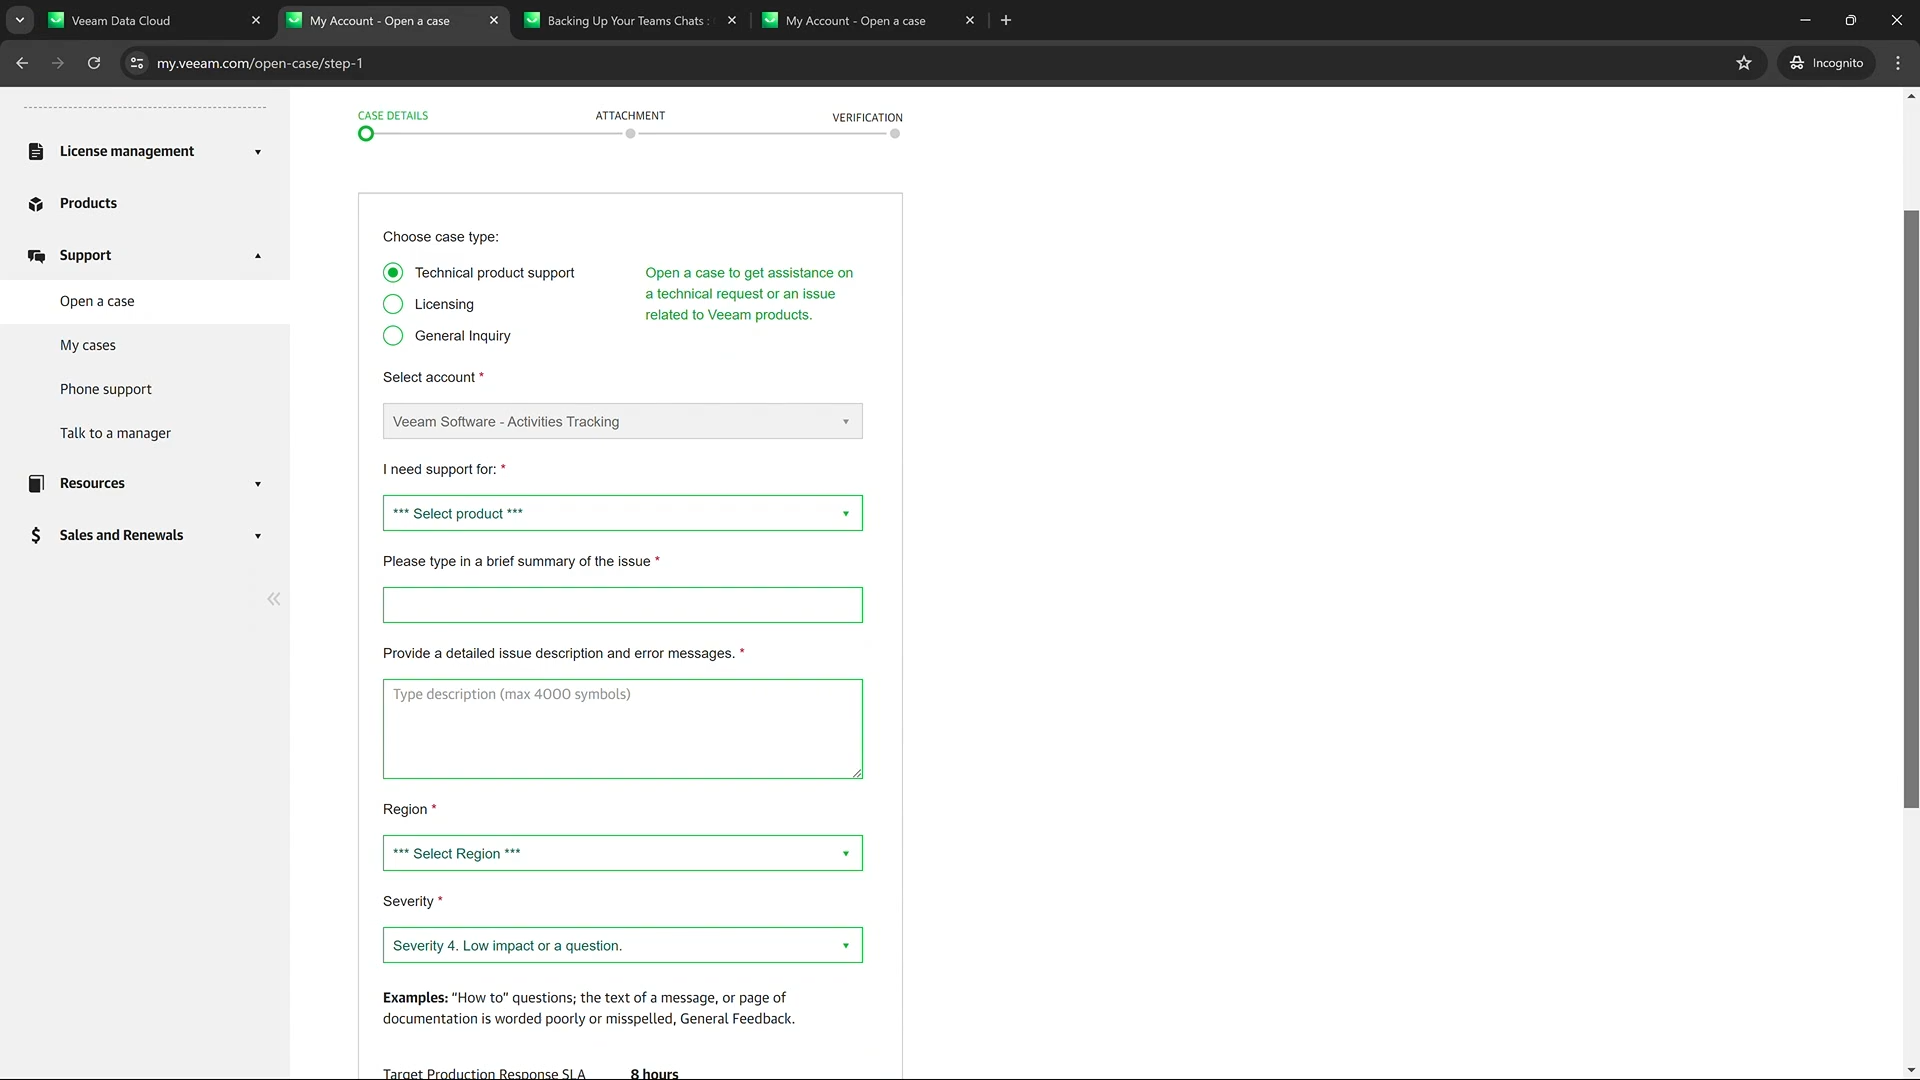 Veeam Data Cloud
My Account - Open a case
Backing Up Your Teams Chats :
My Account - Open a case
my.veeam.com/open-case/step-1
Incognito
License management
Products
Support
Open a case
My cases
Phone support
Talk to a manager
Resources
Sales and Renewals
CASE DETAILS
ATTACHMENT
VERIFICATION
Choose case type:
Technical product support
Licensing
General Inquiry
Open a case to get assistance on
a technical request or an issue
related to Veeam products.
Select account *
Veeam Software - Activities Tracking
I need support for: *
*** Select product ***
Please type in a brief summary of the issue *
Provide a detailed issue description and error messages. *
Type description (max 4000 symbols)
Region *
*** Select Region ***
Severity *
Severity 4. Low impact or a question.
Examples: “How to” questions; the text of a message, or page of
documentation is worded poorly or misspelled, General Feedback.
Target Production Response SLA 8 hours